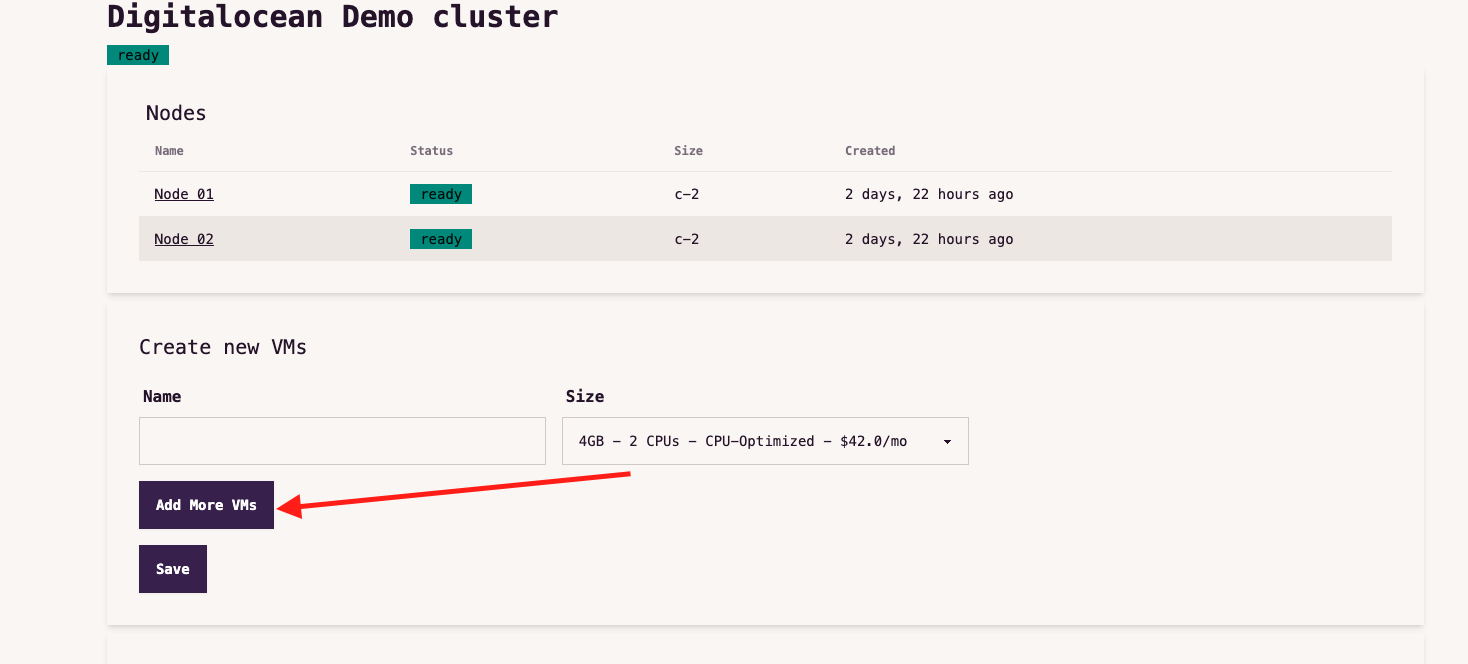 Digitalocean Demo cluster
ready
Nodes
Name Status Size Created
Node 01 ready c-2 2 days, 22 hours ago
Node 02 ready c-2 2 days, 22 hours ago
Create new VMs
Name Size
4GB - 2 CPUs - CPU-Optimized - $42.0/mo
Add More VMs
Save